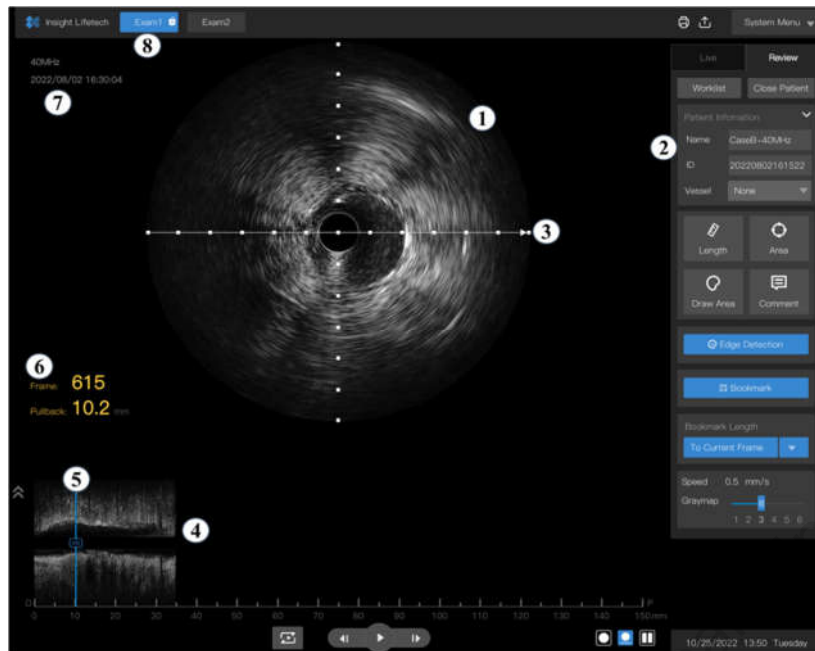 Insight Lifetech Exam1 Exam2 System Menu
8
40MHz
2022/08/02 16:30:04
7
1
3
6
Frame: 615
Pullback: 10.2 mm
5
4
D P
0 10 20 30 40 50 60 70 80 90 100 110 120 130 140 150mm
Live Review
Worklist Close Patient
Patient Infomation
2
Name CaseB-40MHz
ID 20220802161522
Vessel None
Length Area
Draw Area Comment
Edge Detection
Bookmark
Bookmark Length
To Current Frame
Speed 0.5 mm/s
Graymap
1 2 3 4 5 6
10/25/2022 13:50 Tuesday